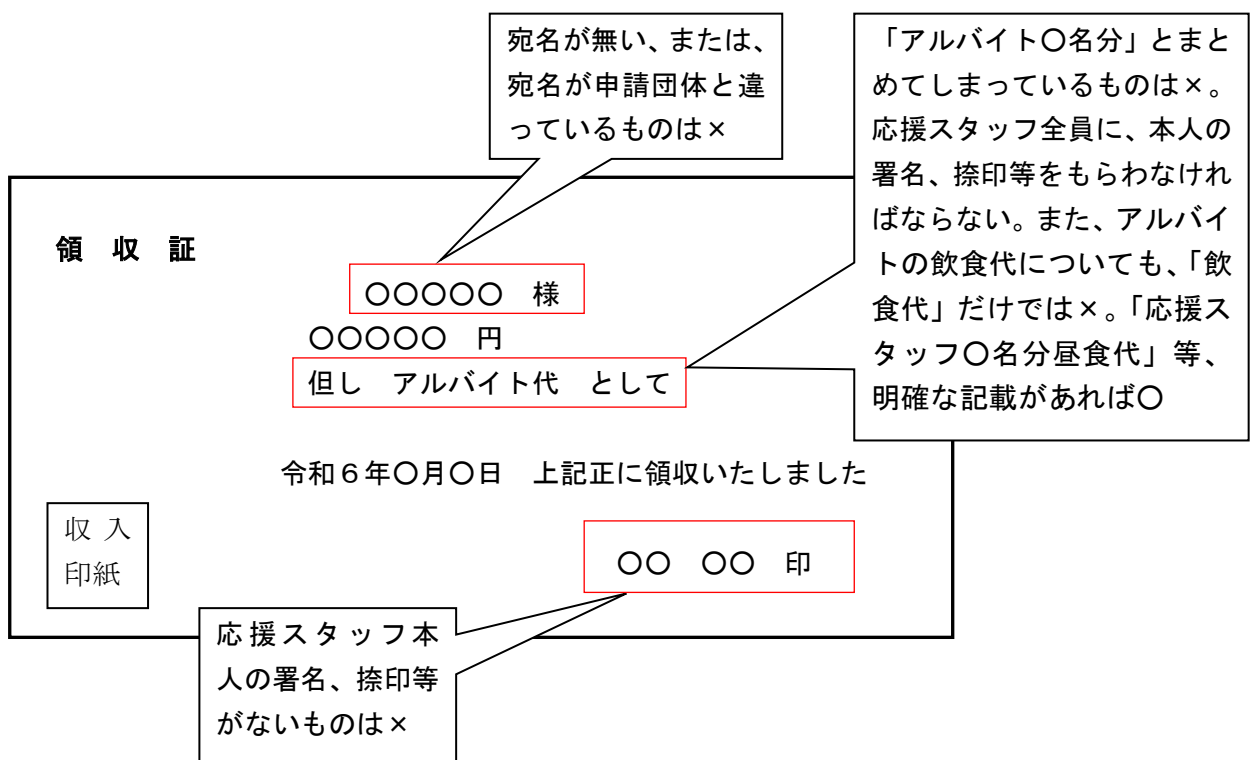 宛名が無い、または、
宛名が申請団体と違
っているものは×
「アルバイト〇名分」とまと
めてしまっているものは×。
応援スタッフ全員に、本人の
署名、捺印等をもらわなけれ
ばならない。また、アルバイ
トの飲食代についても、「飲
食代」だけでは×。「応援ス
タッフ〇名分昼食代」等、
明確な記載があれば〇
領 収 証
〇〇〇〇〇 様
〇〇〇〇〇 円
但し アルバイト代 として
令和６年〇月〇日 上記正に領収いたしました
収 入
印紙
〇〇 〇〇 印
応援スタッフ本
人の署名、捺印等
がないものは×